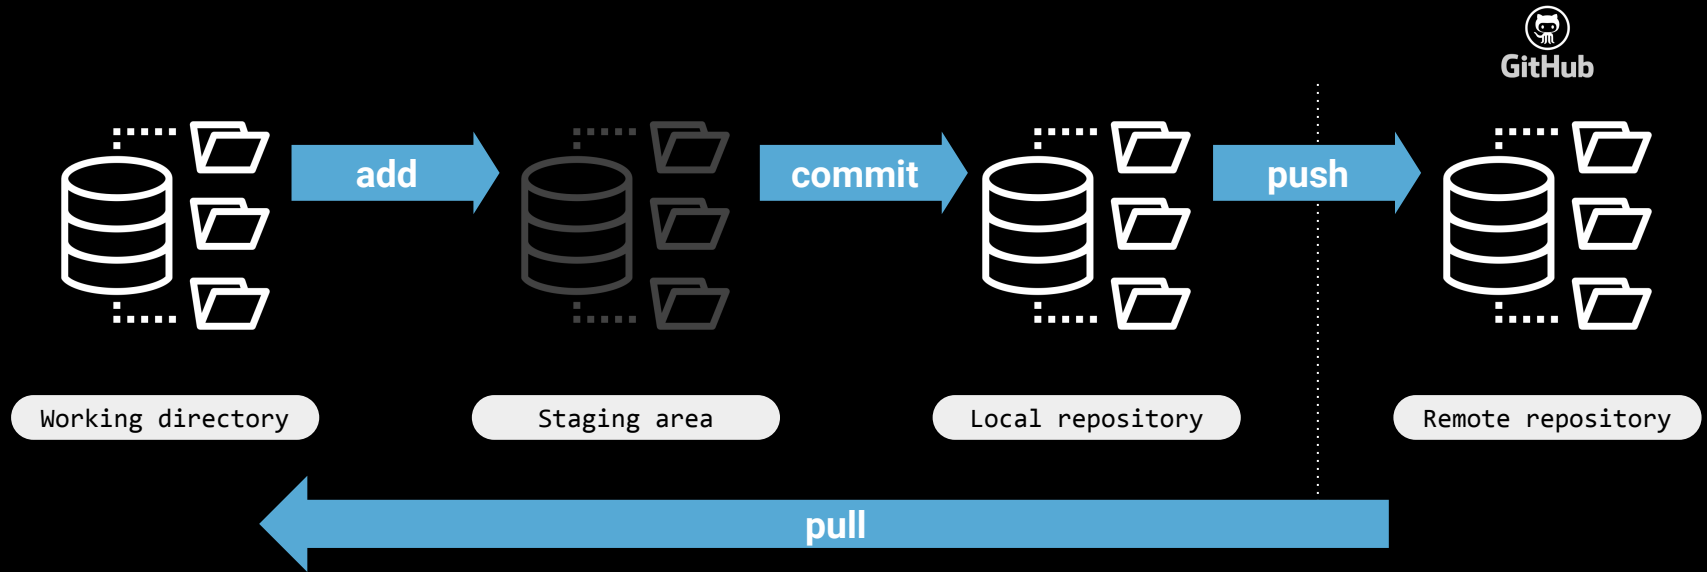 GitHub
add
commit
push
Working directory
Staging area
Local repository
Remote repository
pull